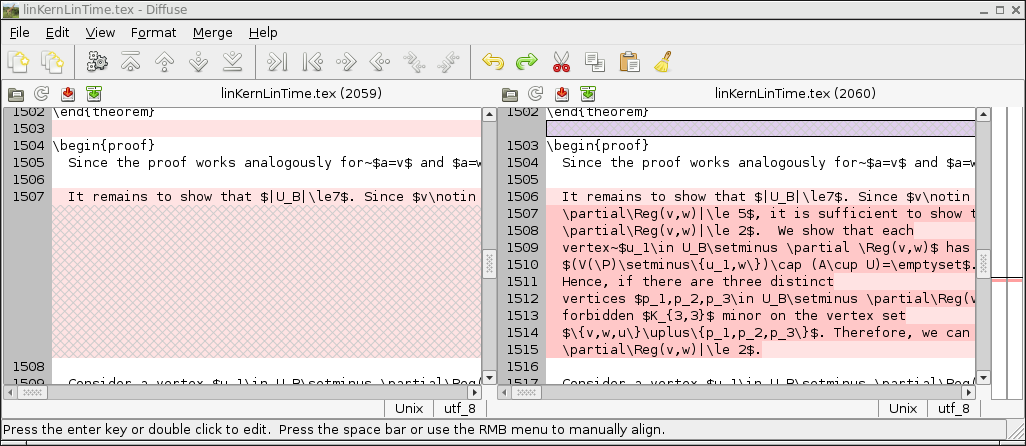 linKernLinTime.tex - Diffuse
File Edit View Format Merge Help
linKernLinTime.tex (2059)
1502 \end{theorem}
1503
1504 \begin{proof}
1505 Since the proof works analogously for~$a=v$ and $a=w
1506
1507 It remains to show that $|U_B|\le7$. Since $v\notin
1508
1509 Consider a vertex $u_1\in U_B\setminus \partial\Reg(
Unix utf_8
linKernLinTime.tex (2060)
1502 \end{theorem}
1503 \begin{proof}
1504 Since the proof works analogously for~$a=v$ and $a=w
1505
1506 It remains to show that $|U_B|\le7$. Since $v\notin
1507 \partial\Reg(v,w)|\le 5$, it is sufficient to show t
1508 \partial\Reg(v,w)|\le 2$.  We show that each
1509 vertex~$u_1\in U_B\setminus \partial \Reg(v,w)$ has
1510 $(V(\P)\setminus\{u_1,w\})\cap (A\cup U)=\emptyset$.
1511 Hence, if there are three distinct
1512 vertices $p_1,p_2,p_3\in U_B\setminus \partial\Reg(v
1513 forbidden $K_{3,3}$ minor on the vertex set
1514 $\{v,w,u\}\uplus\{p_1,p_2,p_3\}$. Therefore, we can
1515 \partial\Reg(v,w)|\le 2$.
1516
1517 Consider a vertex $u_1\in U_B\setminus \partial\Reg(
Unix utf_8
Press the enter key or double click to edit.  Press the space bar or use the RMB menu to manually align.